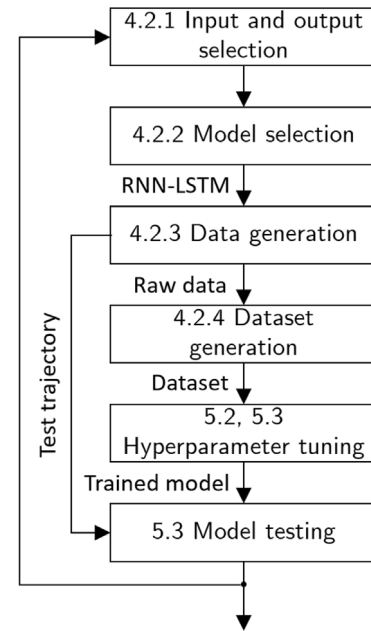 4.2.1 Input and output
selection
4.2.2 Model selection
RNN-LSTM
4.2.3 Data generation
Raw data
4.2.4 Dataset
generation
Dataset
5.2, 5.3
Hyperparameter tuning
Trained model
5.3 Model testing
Test trajectory